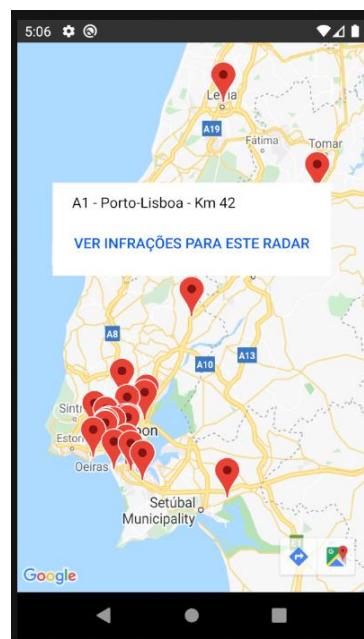 5:06
Leiria
A19
Fátima
Tomar
A1 - Porto-Lisboa - Km 42
VER INFRAÇÕES PARA ESTE RADAR
A8
A10
A13
Oeiras
Setúbal
Municipality
Google